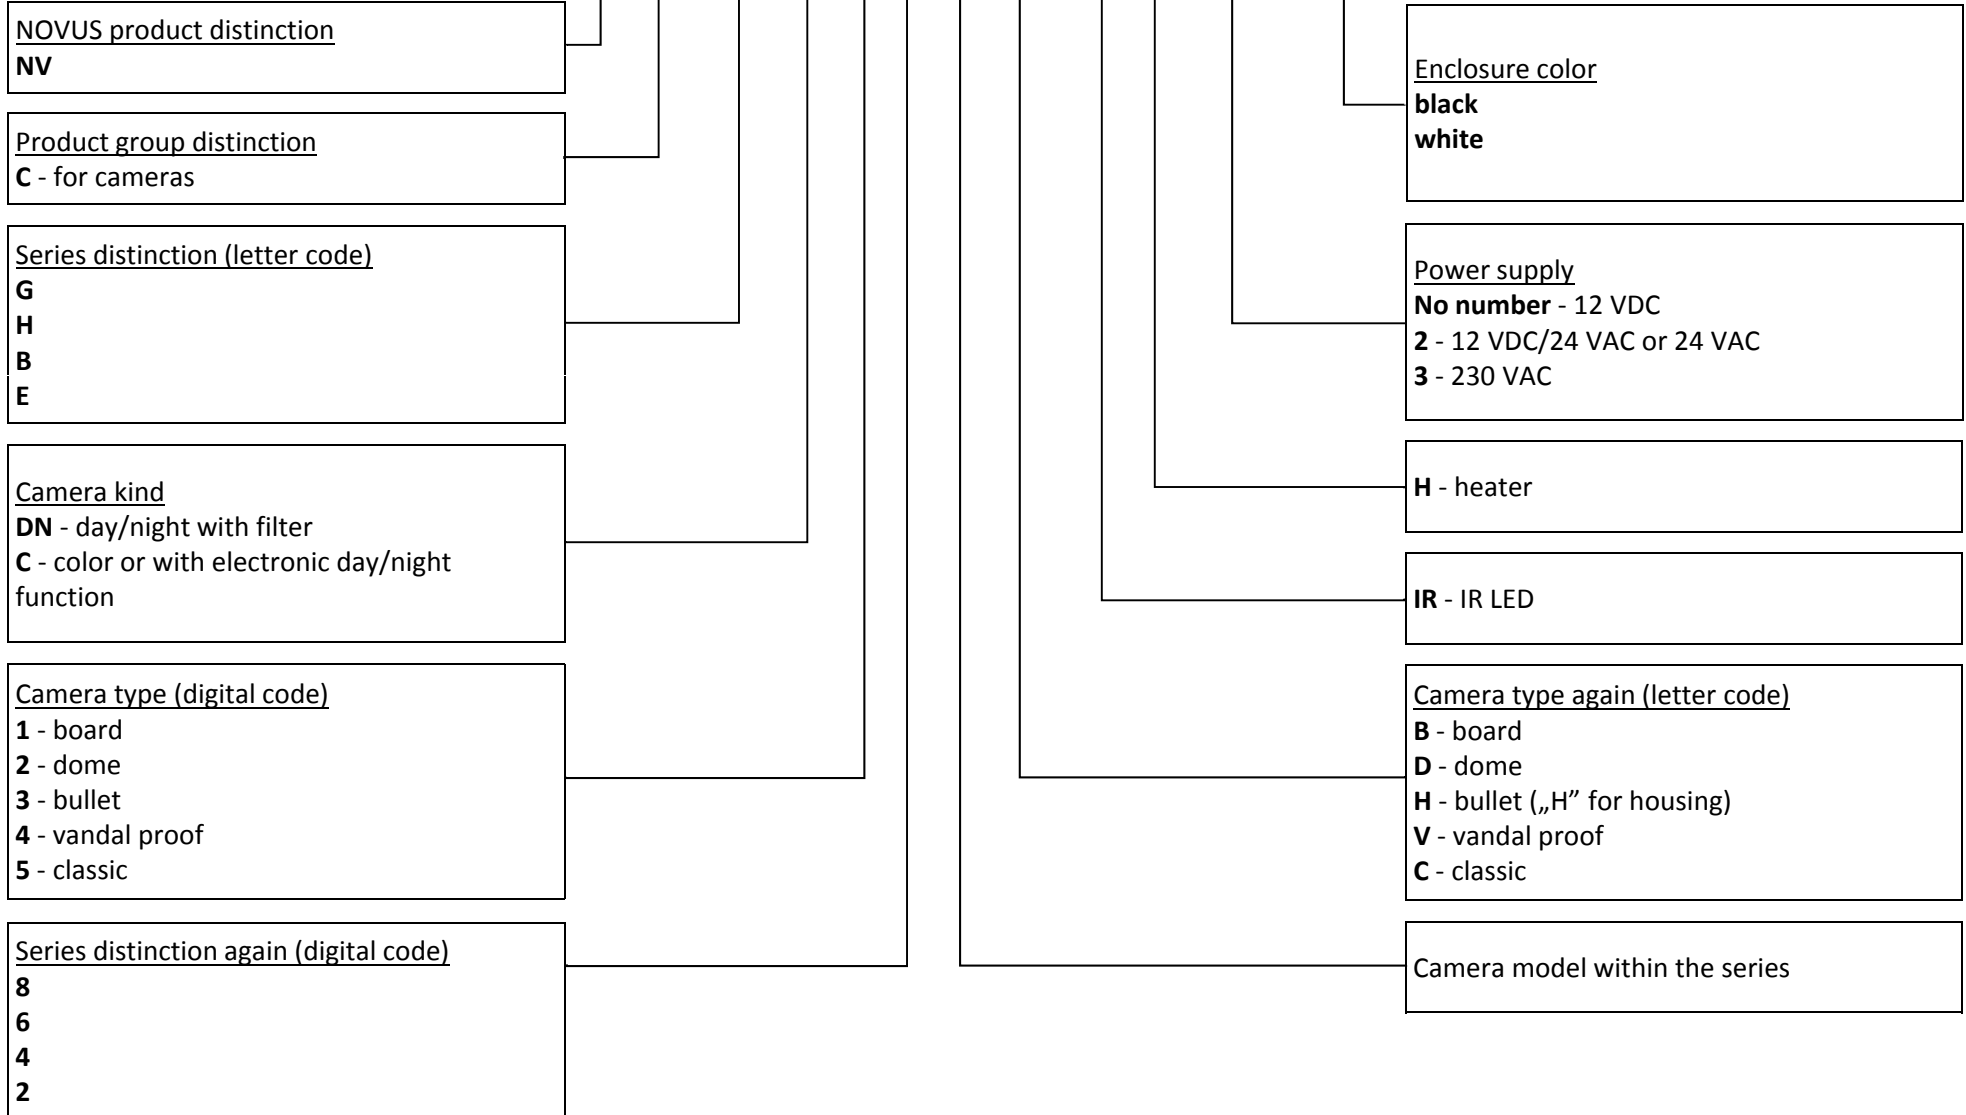 NOVUS product distinction
NV
Product group distinction
C - for cameras
Series distinction (letter code)
G
H
B
E
Camera kind
DN - day/night with filter
C - color or with electronic day/night
function
Camera type (digital code)
1 - board
2 - dome
3 - bullet
4 - vandal proof
5 - classic
Series distinction again (digital code)
8
6
4
2
Enclosure color
black
white
Power supply
No number - 12 VDC
2 - 12 VDC/24 VAC or 24 VAC
3 - 230 VAC
H - heater
IR - IR LED
Camera type again (letter code)
B - board
D - dome
H - bullet („H” for housing)
V - vandal proof
C - classic
Camera model within the series